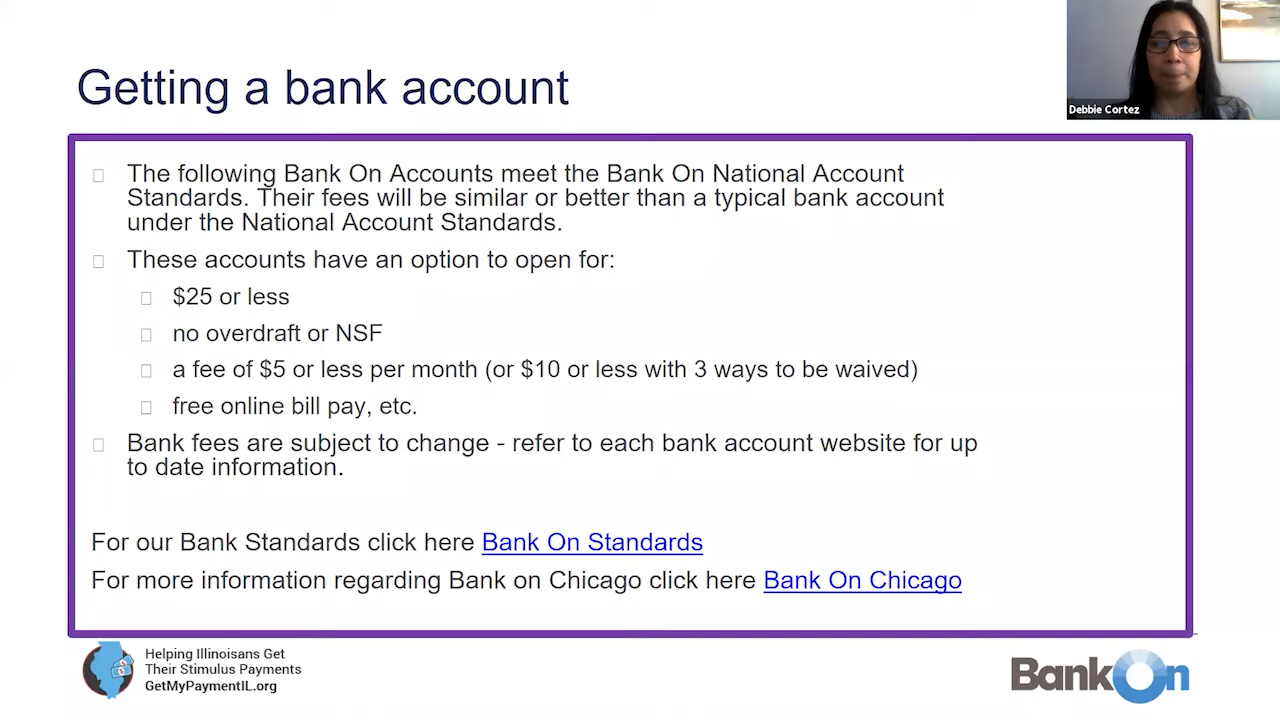 Getting a bank account
Debbie Cortez
The following Bank On Accounts meet the Bank On National Account
Standards. Their fees will be similar or better than a typical bank account
under the National Account Standards.
These accounts have an option to open for:
$25 or less
no overdraft or NSF
a fee of $5 or less per month (or $10 or less with 3 ways to be waived)
free online bill pay, etc.
Bank fees are subject to change - refer to each bank account website for up
to date information.
For our Bank Standards click here Bank On Standards
For more information regarding Bank on Chicago click here Bank On Chicago
Helping Illinoisans Get
Their Stimulus Payments
GetMyPaymentIL.org
BankOn